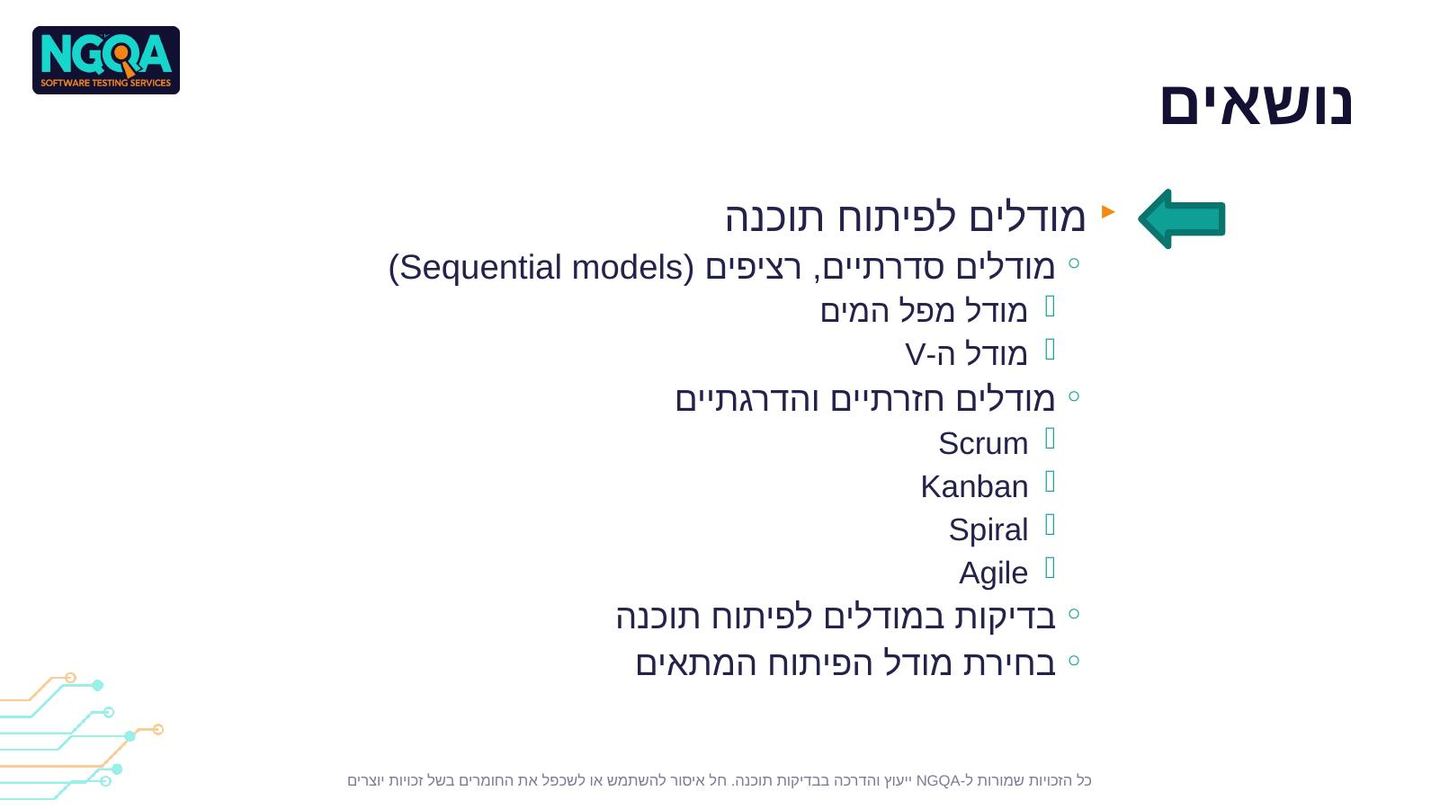 NGQA
SOFTWARE TESTING SERVICES
נושאים
מודלים לפיתוח תוכנה
מודלים סדרתיים, רציפים (Sequential models)
מודל מפל המים
מודל ה-V
מודלים חזרתיים והדרגתיים
Scrum
Kanban
Spiral
Agile
בדיקות במודלים לפיתוח תוכנה
בחירת מודל הפיתוח המתאים
כל הזכויות שמורות ל-NGQA ייעוץ והדרכה בבדיקות תוכנה. חל איסור להשתמש או לשכפל את החומרים בשל זכויות יוצרים